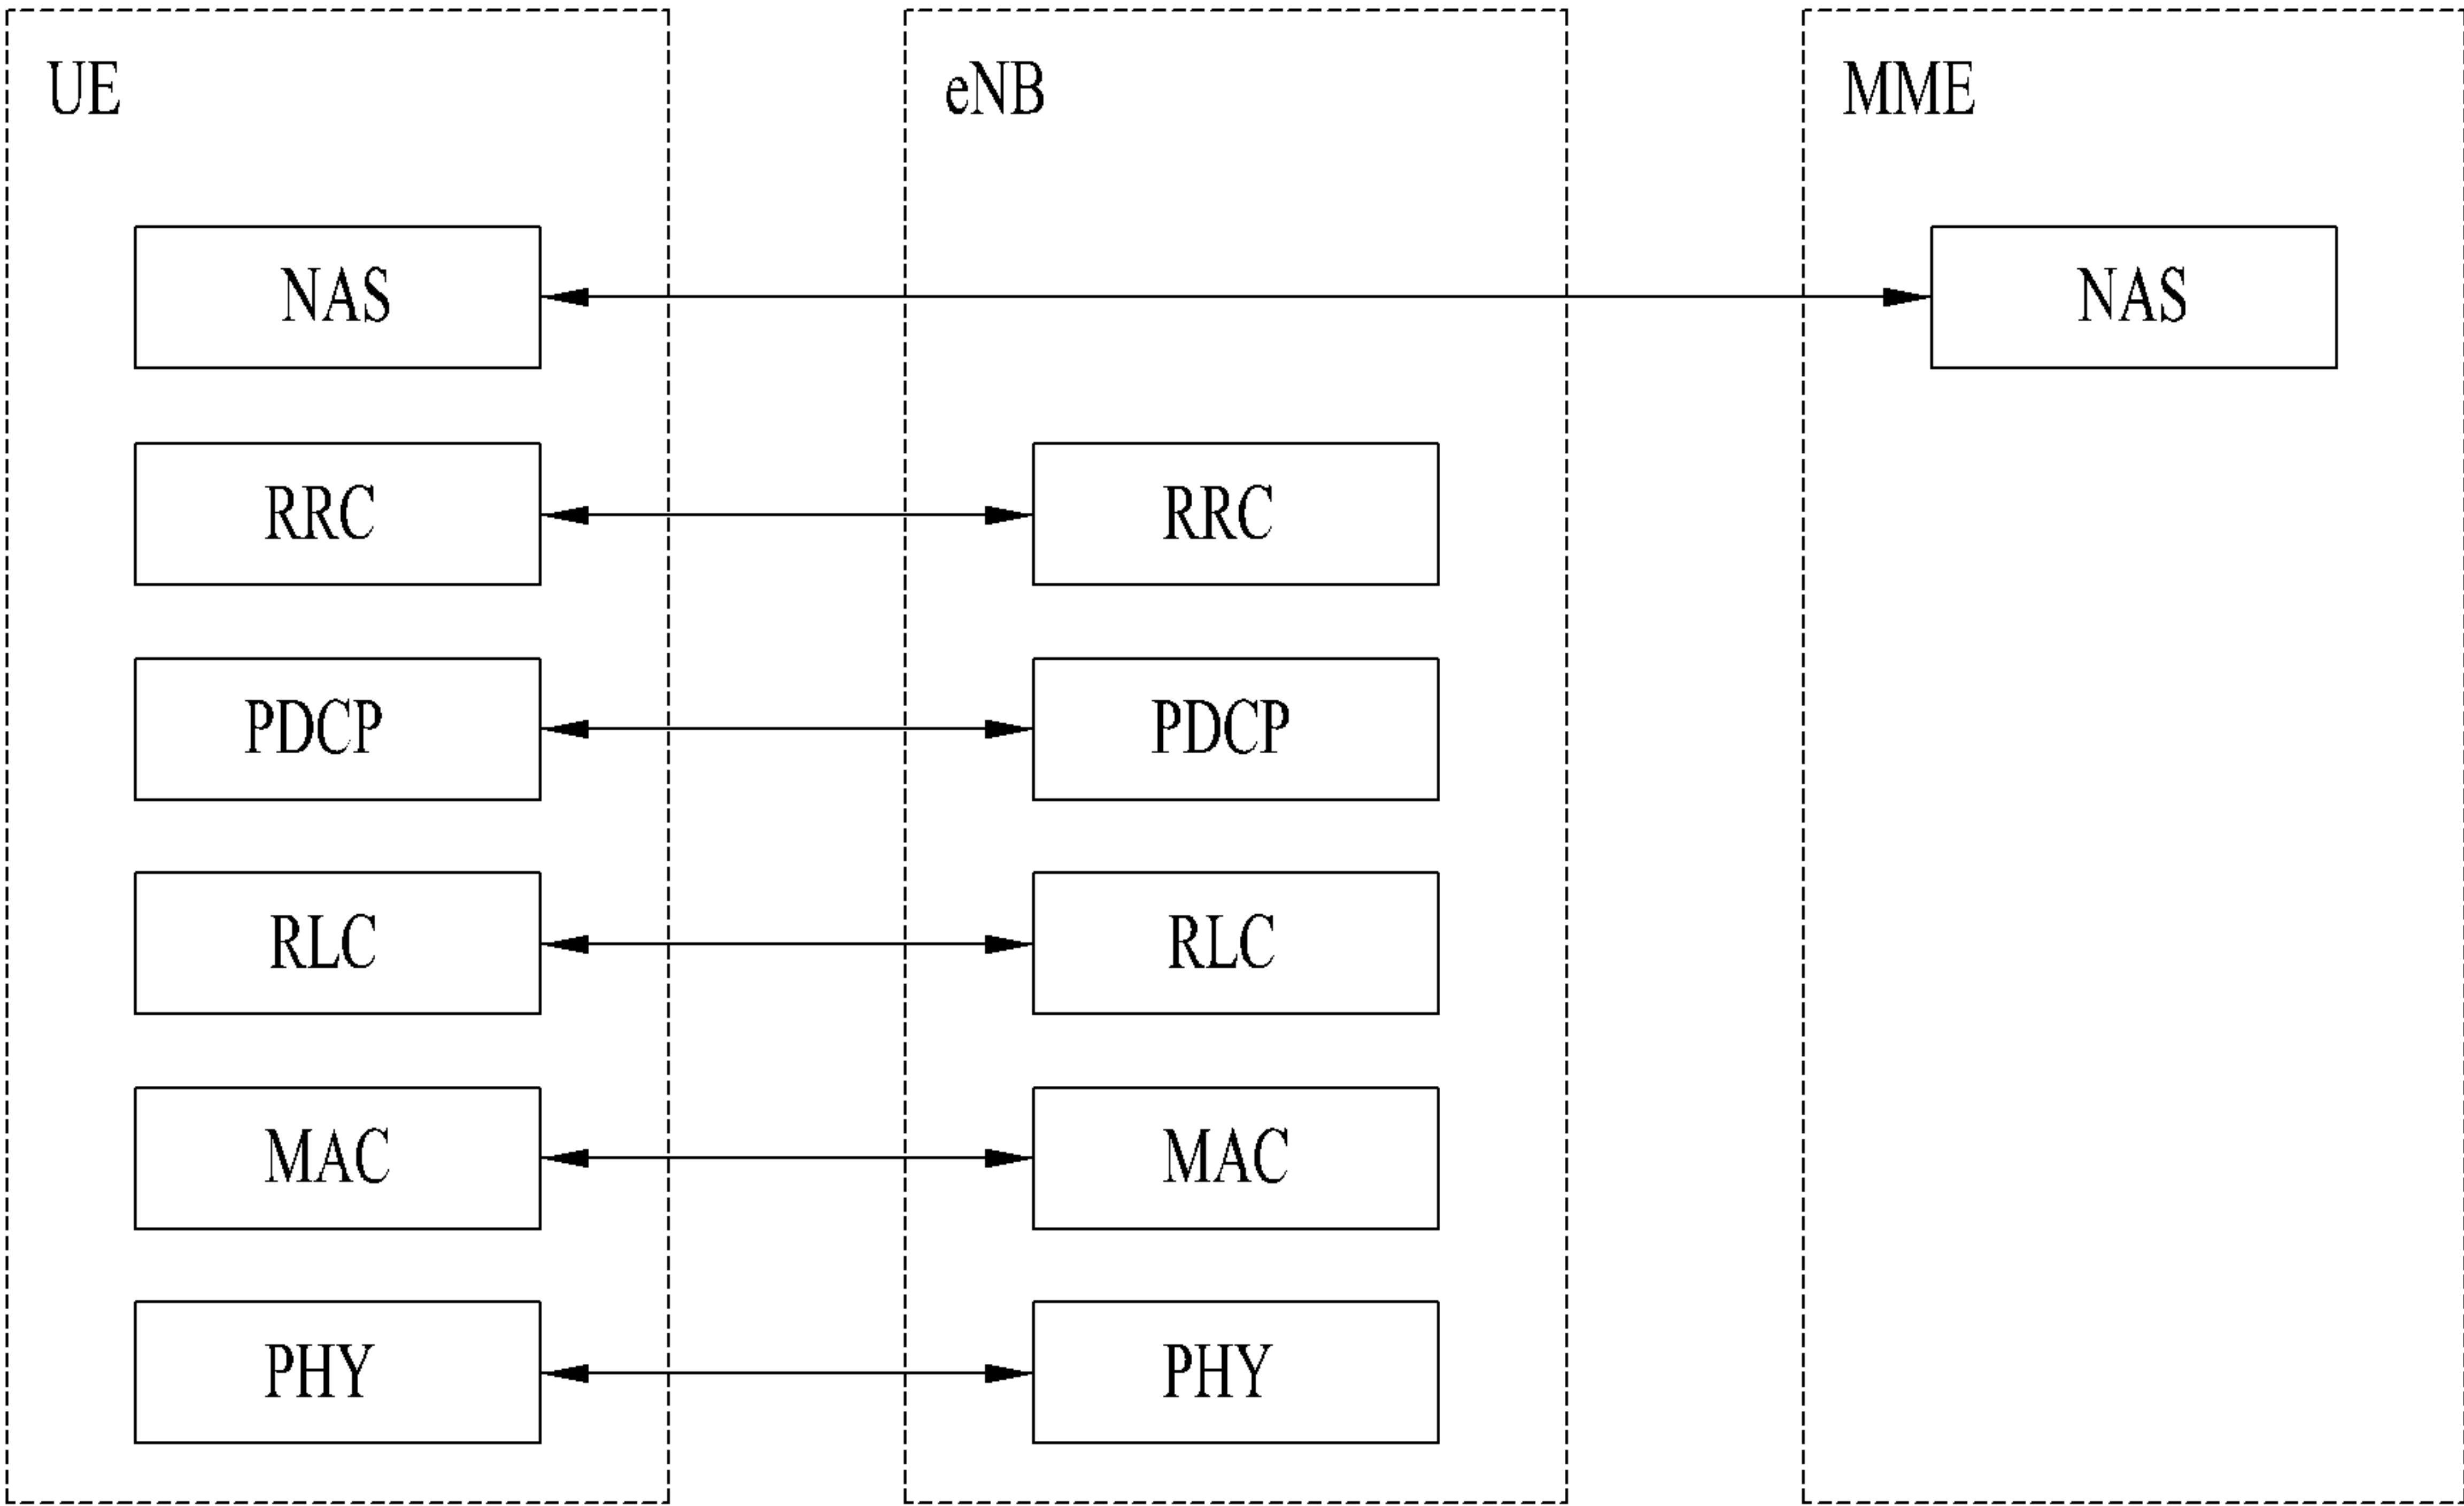 UE eNB MME
NAS NAS
RRC RRC
PDCP PDCP
RLC RLC
MAC MAC
PHY PHY